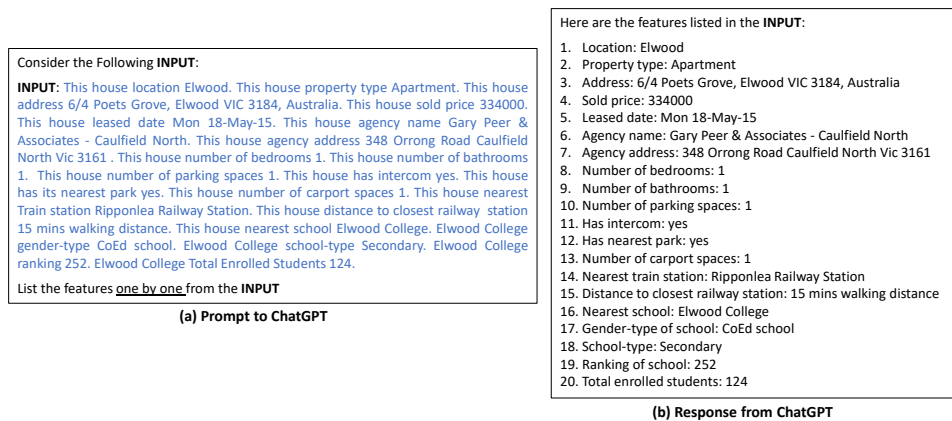 Consider the Following INPUT:
INPUT: This house location Elwood. This house property type Apartment. This house
address 6/4 Poets Grove, Elwood VIC 3184, Australia. This house sold price 334000.
This house leased date Mon 18-May-15. This house agency name Gary Peer &
Associates - Caulfield North. This house agency address 348 Orrong Road Caulfield
North Vic 3161 . This house number of bedrooms 1. This house number of bathrooms
1. This house number of parking spaces 1. This house has intercom yes. This house
has its nearest park yes. This house number of carport spaces 1. This house nearest
Train station Ripponlea Railway Station. This house distance to closest railway station
15 mins walking distance. This house nearest school Elwood College. Elwood College
gender-type CoEd school. Elwood College school-type Secondary. Elwood College
ranking 252. Elwood College Total Enrolled Students 124.
List the features one by one from the INPUT
(a) Prompt to ChatGPT
Here are the features listed in the INPUT:
1. Location: Elwood
2. Property type: Apartment
3. Address: 6/4 Poets Grove, Elwood VIC 3184, Australia
4. Sold price: 334000
5. Leased date: Mon 18-May-15
6. Agency name: Gary Peer & Associates - Caulfield North
7. Agency address: 348 Orrong Road Caulfield North Vic 3161
8. Number of bedrooms: 1
9. Number of bathrooms: 1
10. Number of parking spaces: 1
11. Has intercom: yes
12. Has nearest park: yes
13. Number of carport spaces: 1
14. Nearest train station: Ripponlea Railway Station
15. Distance to closest railway station: 15 mins walking distance
16. Nearest school: Elwood College
17. Gender-type of school: CoEd school
18. School-type: Secondary
19. Ranking of school: 252
20. Total enrolled students: 124
(b) Response from ChatGPT